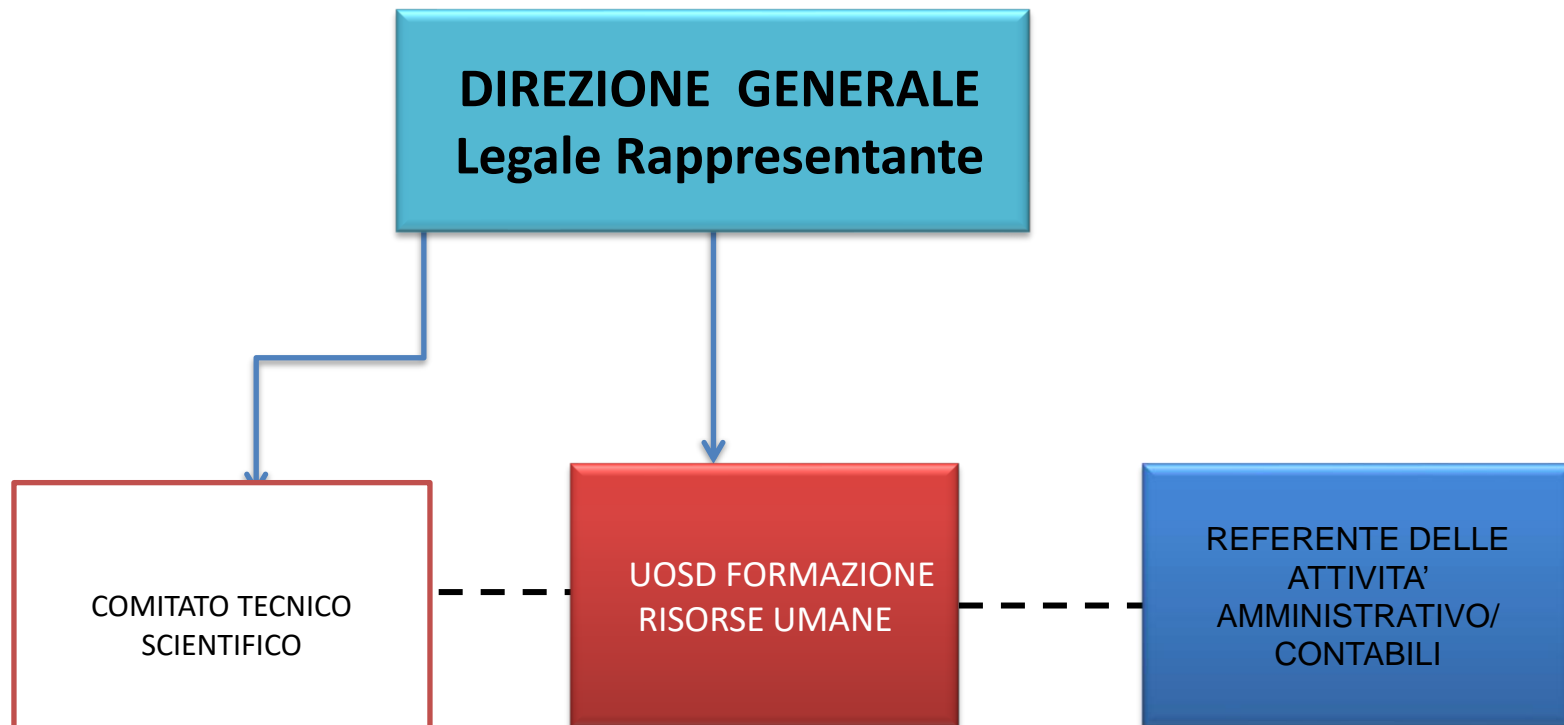 DIREZIONE GENERALE
Legale Rappresentante
COMITATO TECNICO
SCIENTIFICO
UOSD FORMAZIONE
RISORSE UMANE
REFERENTE DELLE
ATTIVITA’
AMMINISTRATIVO/
CONTABILI